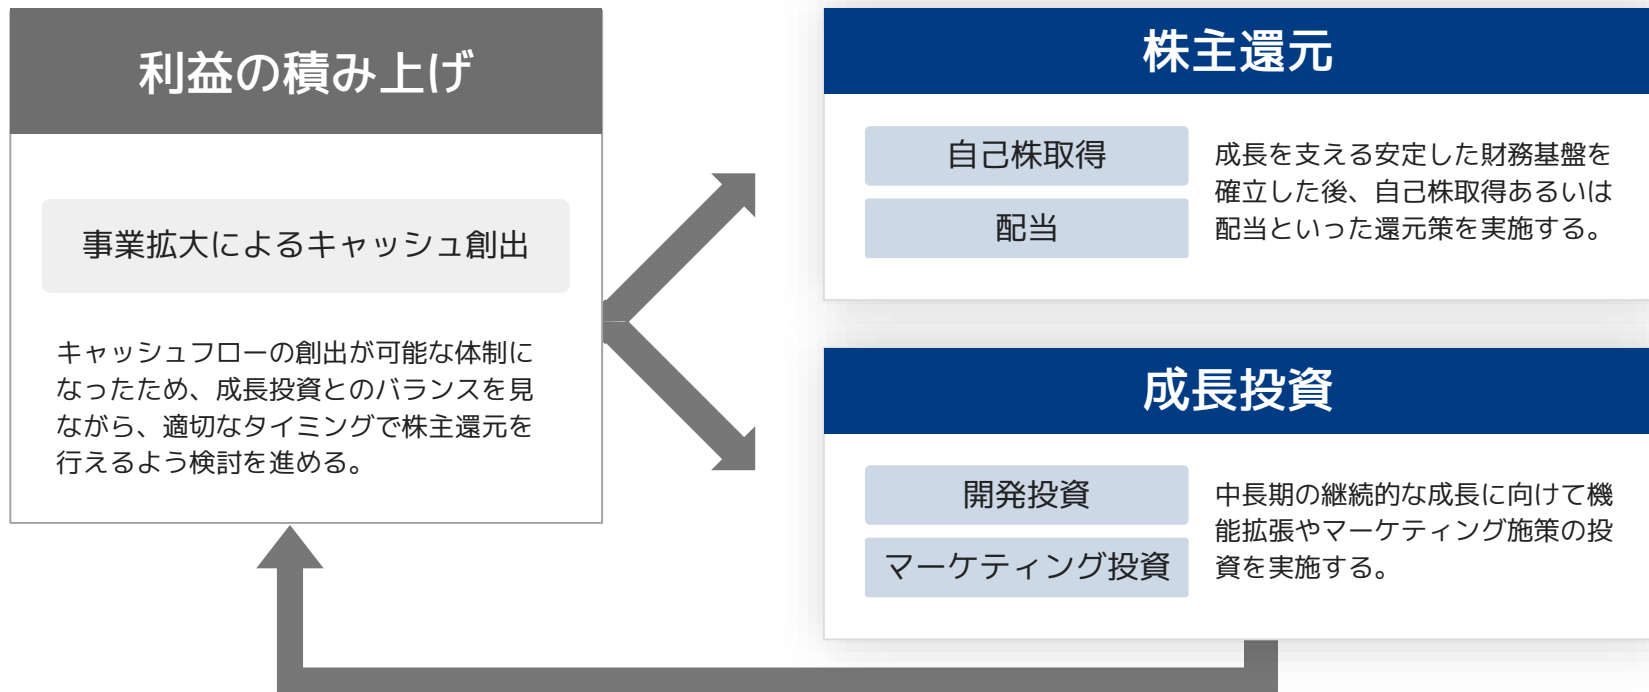 利益の積み上げ
事業拡大によるキャッシュ創出
キャッシュフローの創出が可能な体制に
なったため、成長投資とのバランスを見
ながら、適切なタイミングで株主還元を
行えるよう検討を進める。
株主還元
自己株取得
配当
成長を支える安定した財務基盤を
確立した後、自己株取得あるいは
配当といった還元策を実施する。
成長投資
開発投資
マーケティング投資
中長期の継続的な成長に向けて機
能拡張やマーケティング施策の投
資を実施する。